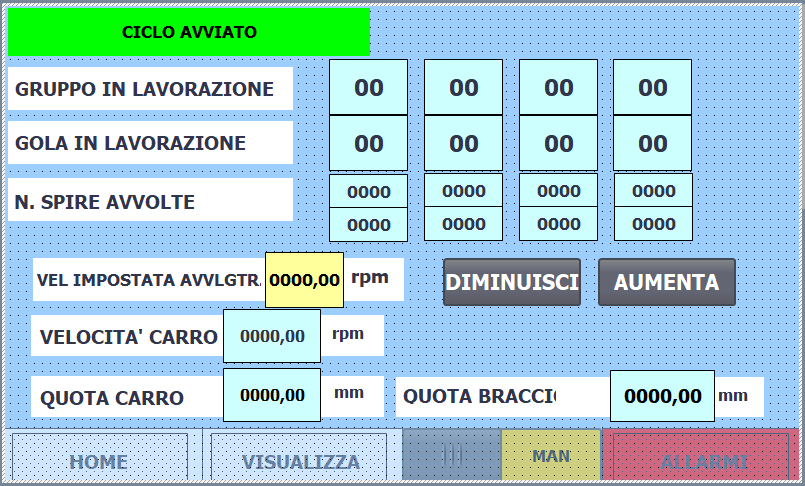 CICLO AVVIATO
GRUPPO IN LAVORAZIONE 00 00 00 00
GOLA IN LAVORAZIONE 00 00 00 00
N. SPIRE AVVOLTE 0000 0000 0000 0000
0000 0000 0000 0000
VEL IMPOSTATA AVVLGTR. 0000,00 rpm DIMINUISCI AUMENTA
VELOCITA' CARRO 0000,00 rpm
QUOTA CARRO 0000,00 mm QUOTA BRACCIO 0000,00 mm
HOME VISUALIZZA MAN ALLARMI